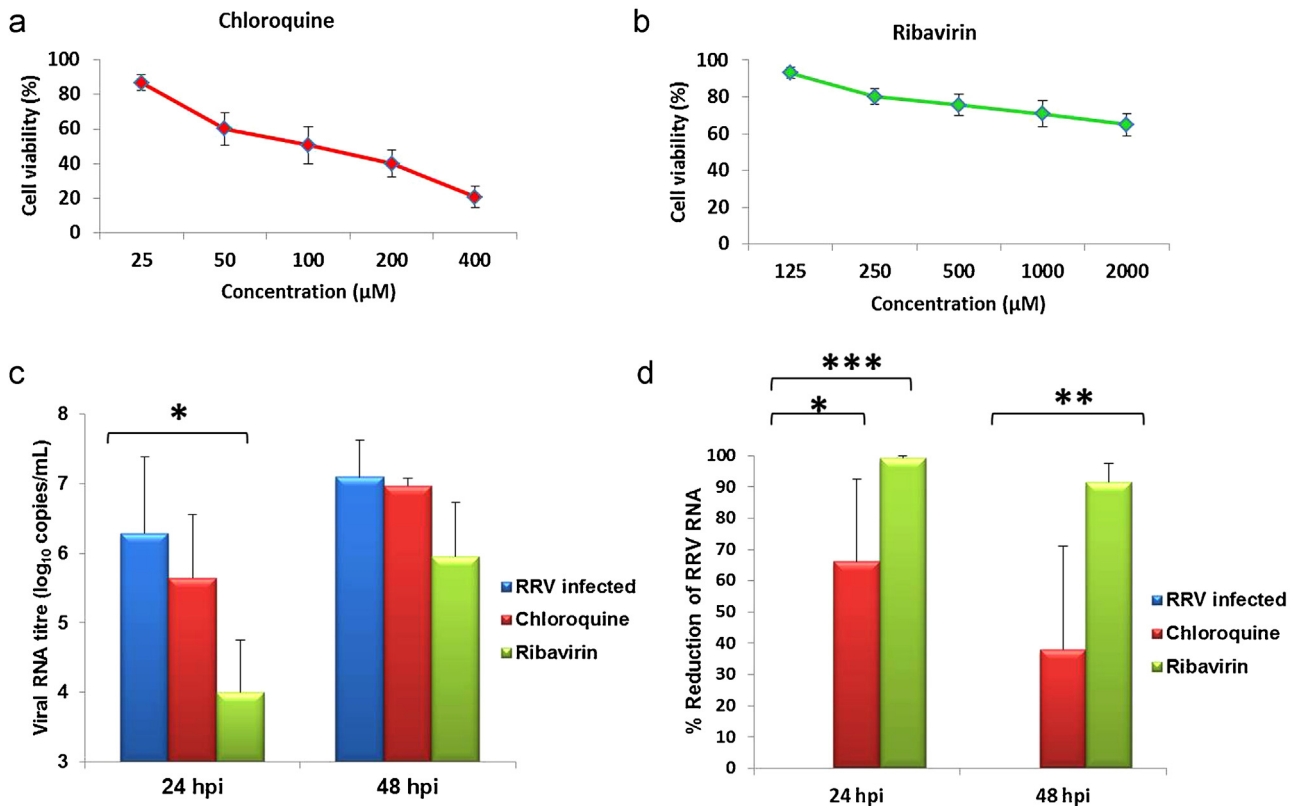 a
Chloroquine
Cell viability (%)
100
80
60
40
20
0
25 50 100 200 400
Concentration (µM)
b
Ribavirin
Cell viability (%)
100
80
60
40
80
0
125 250 500 1000 2000
Concentration (µM)
c
*
Viral RNA titre (log₁₀ copies/mL)
8
7
6
5
4
3
24 hpi 48 hpi
RRV infected
Chloroquine
Ribavirin
d
***
*
**
% Reduction of RRV RNA
100
90
80
70
60
50
40
30
20
10
0
24 hpi 48 hpi
RRV infected
Chloroquine
Ribavirin